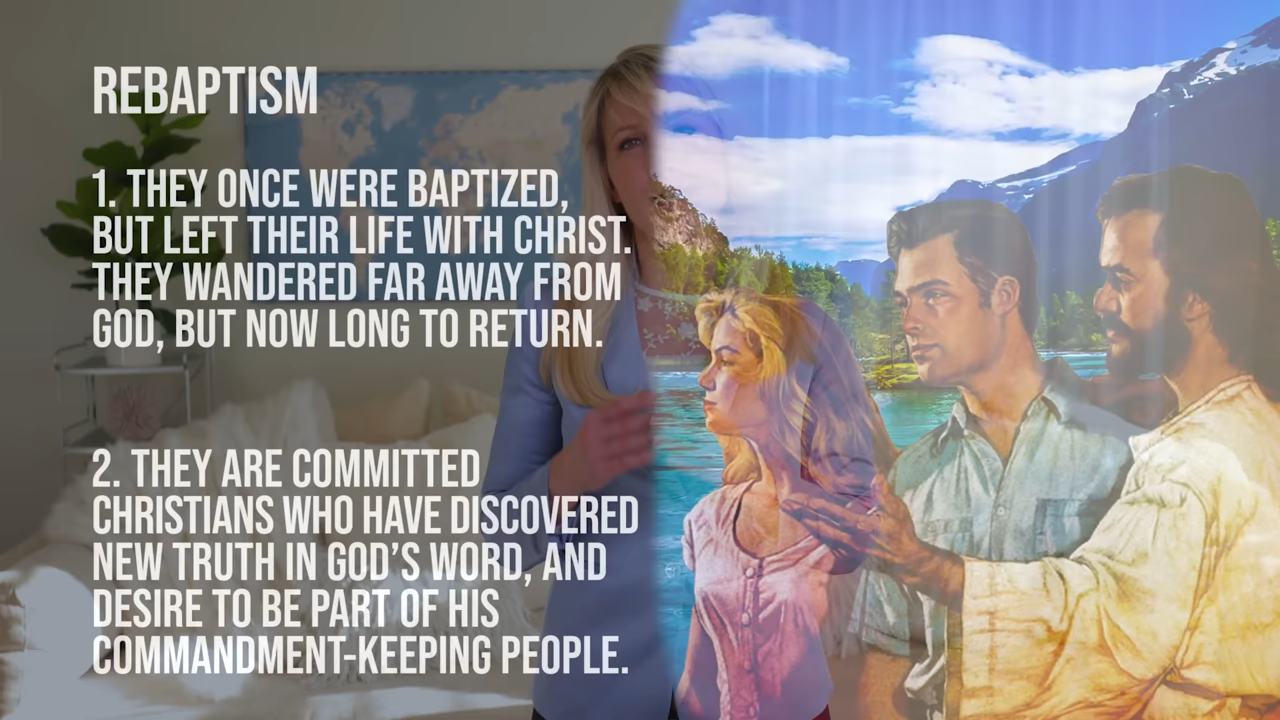 REBAPTISM
1. THEY ONCE WERE BAPTIZED,
BUT LEFT THEIR LIFE WITH CHRIST.
THEY WANDERED FAR AWAY FROM
GOD, BUT NOW LONG TO RETURN.
2. THEY ARE COMMITTED
CHRISTIANS WHO HAVE DISCOVERED
NEW TRUTH IN GOD'S WORD, AND
DESIRE TO BE PART OF HIS
COMMANDMENT-KEEPING PEOPLE.